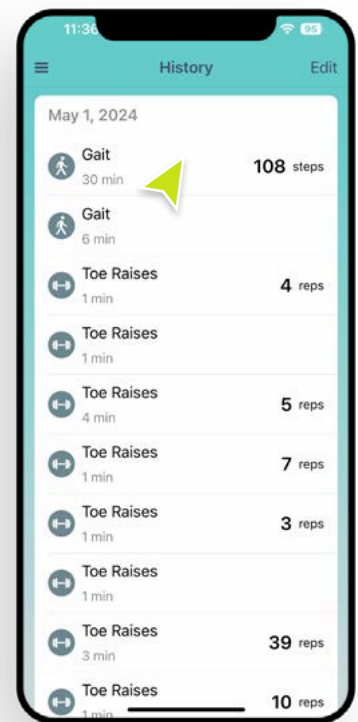 11:36
95
History
Edit
May 1, 2024
Gait
30 min
108 steps
Gait
6 min
Toe Raises
1 min
4 reps
Toe Raises
1 min
Toe Raises
4 min
5 reps
Toe Raises
1 min
7 reps
Toe Raises
1 min
3 reps
Toe Raises
1 min
Toe Raises
3 min
39 reps
Toe Raises
1 min
10 reps